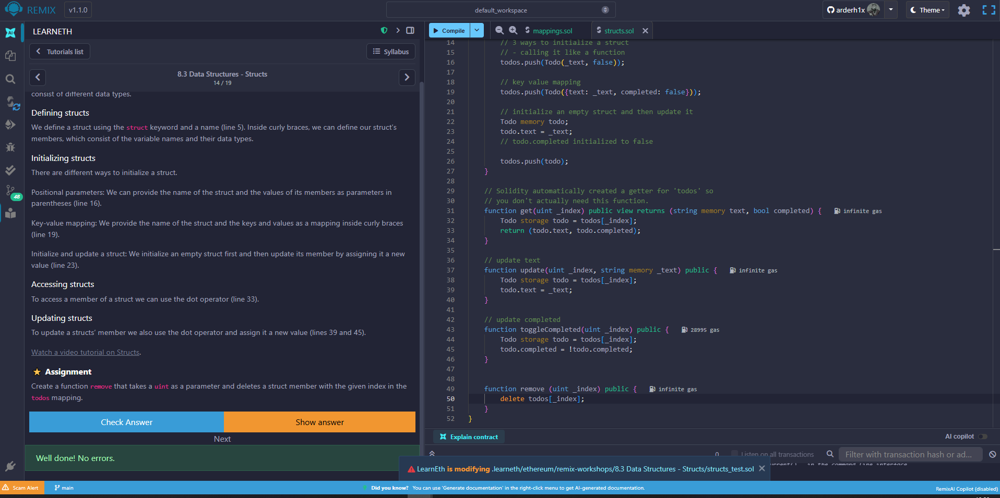 REMIX v1.1.0
default_workspace
arderh1x
Theme
LEARNETH
Tutorials list
Syllabus
8.3 Data Structures - Structs
14 / 19
consist of different data types.
Defining structs
We define a struct using the struct keyword and a name (line 5). Inside curly braces, we can define our struct’s
members, which consist of the variable names and their data types.
Initializing structs
There are different ways to initialize a struct.
Positional parameters: We can provide the name of the struct and the values of its members as parameters in
parentheses (line 16).
Key-value mapping: We provide the name of the struct and the keys and values as a mapping inside curly braces
(line 19).
Initialize and update a struct: We initialize an empty struct first and then update its member by assigning it a new
value (line 23).
Accessing structs
To access a member of a struct we can use the dot operator (line 33).
Updating structs
To update a structs’ member we also use the dot operator and assign it a new value (lines 39 and 45).
Watch a video tutorial on Structs.
Assignment
Create a function remove that takes a uint as a parameter and deletes a struct member with the given index in the
todos mapping.
Check Answer
Show answer
Next
Well done! No errors.
48
Compile
mappings.sol
structs.sol
14 // 3 ways to initialize a struct
15 // - calling it like a function
16 todos.push(Todo(_text, false));
17
18 // key value mapping
19 todos.push(Todo({text: _text, completed: false}));
20
21 // initialize an empty struct and then update it
22 Todo memory todo;
23 todo.text = _text;
24 // todo.completed initialized to false
25
26 todos.push(todo);
27 }
28
29 // Solidity automatically created a getter for 'todos' so
30 // you don't actually need this function.
31 function get(uint _index) public view returns (string memory text, bool completed) { infinite gas
32 Todo storage todo = todos[_index];
33 return (todo.text, todo.completed);
34 }
35
36 // update text
37 function update(uint _index, string memory _text) public { infinite gas
38 Todo storage todo = todos[_index];
39 todo.text = _text;
40 }
41
42 // update completed
43 function toggleCompleted(uint _index) public { 28995 gas
44 Todo storage todo = todos[_index];
45 todo.completed = !todo.completed;
46 }
47
48
49 function remove (uint _index) public { infinite gas
50 delete todos[_index];
51 }
52 }
Explain contract
AI copilot
0
Listen on all transactions
Filter with transaction hash or ad...
in the command line interface
LearnEth is modifying .learneth/ethereum/remix-workshops/8.3 Data Structures - Structs/structs_test.sol
Scam Alert
main
Did you know? You can use 'Generate documentation' in the right-click menu to get AI-generated documentation.
RemixAI Copilot (disabled)